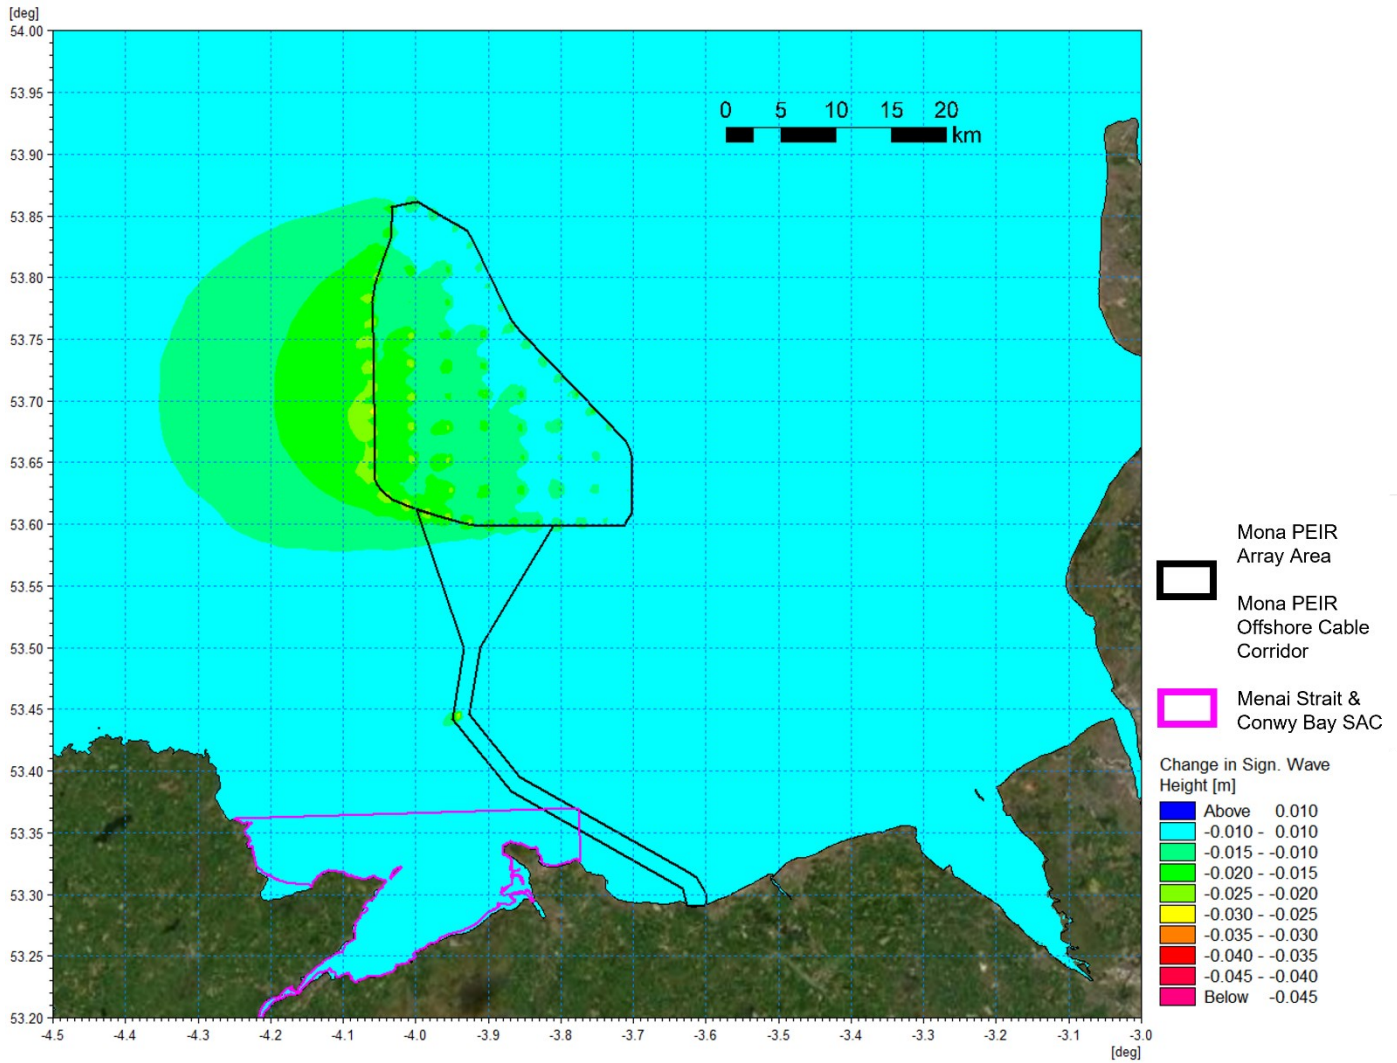 [deg]
54.00
53.95
53.90
53.85
53.80
53.75
53.70
53.65
53.60
53.55
53.50
53.45
53.40
53.35
53.30
53.25
53.20
-4.5 -4.4 -4.3 -4.2 -4.1 -4.0 -3.9 -3.8 -3.7 -3.6 -3.5 -3.4 -3.3 -3.2 -3.1 -3.0
[deg]
0 5 10 15 20
km
Mona PEIR
Array Area
Mona PEIR
Offshore Cable
Corridor
Menai Strait &
Conwy Bay SAC
Change in Sign. Wave
Height [m]
Above 0.010
-0.010 - 0.010
-0.015 - -0.010
-0.020 - -0.015
-0.025 - -0.020
-0.030 - -0.025
-0.035 - -0.030
-0.040 - -0.035
-0.045 - -0.040
Below -0.045